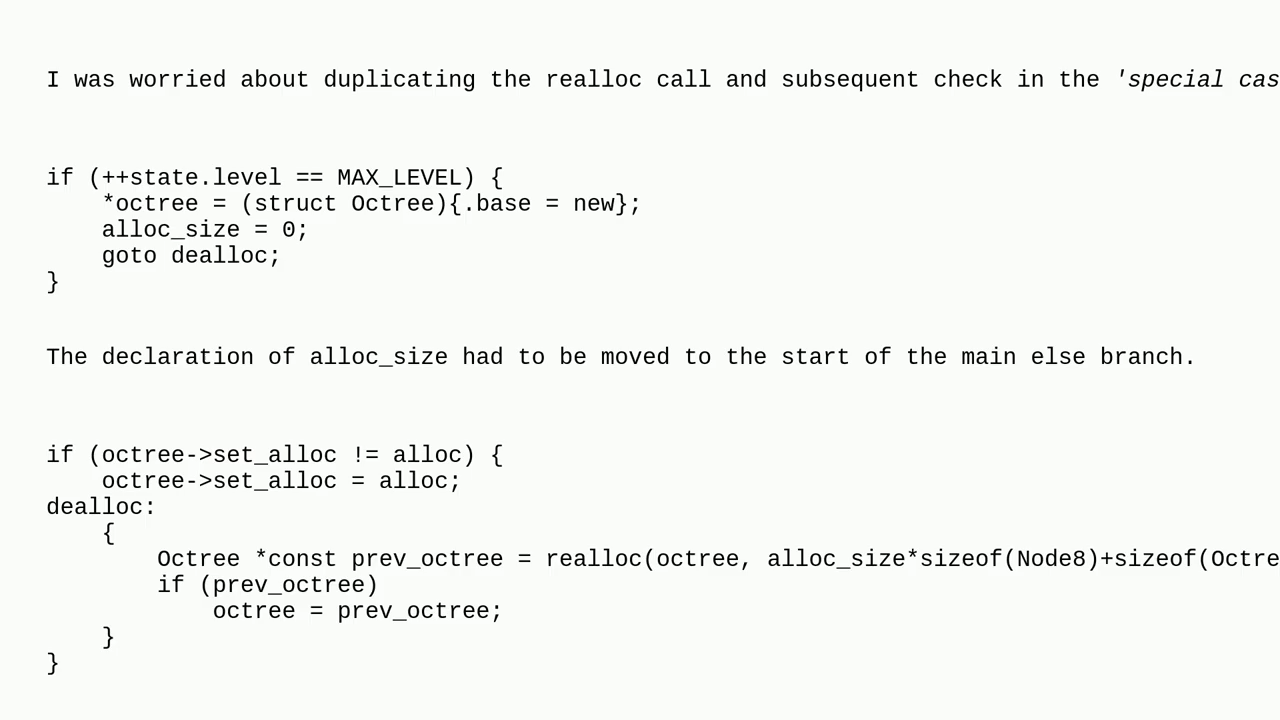 I was worried about duplicating the realloc call and subsequent check in the 'special cas
if (++state.level == MAX_LEVEL) {
    *octree = (struct Octree){.base = new};
    alloc_size = 0;
    goto dealloc;
}
The declaration of alloc_size had to be moved to the start of the main else branch.
if (octree->set_alloc != alloc) {
    octree->set_alloc = alloc;
dealloc:
    {
        Octree *const prev_octree = realloc(octree, alloc_size*sizeof(Node8)+sizeof(Octre
        if (prev_octree)
            octree = prev_octree;
    }
}